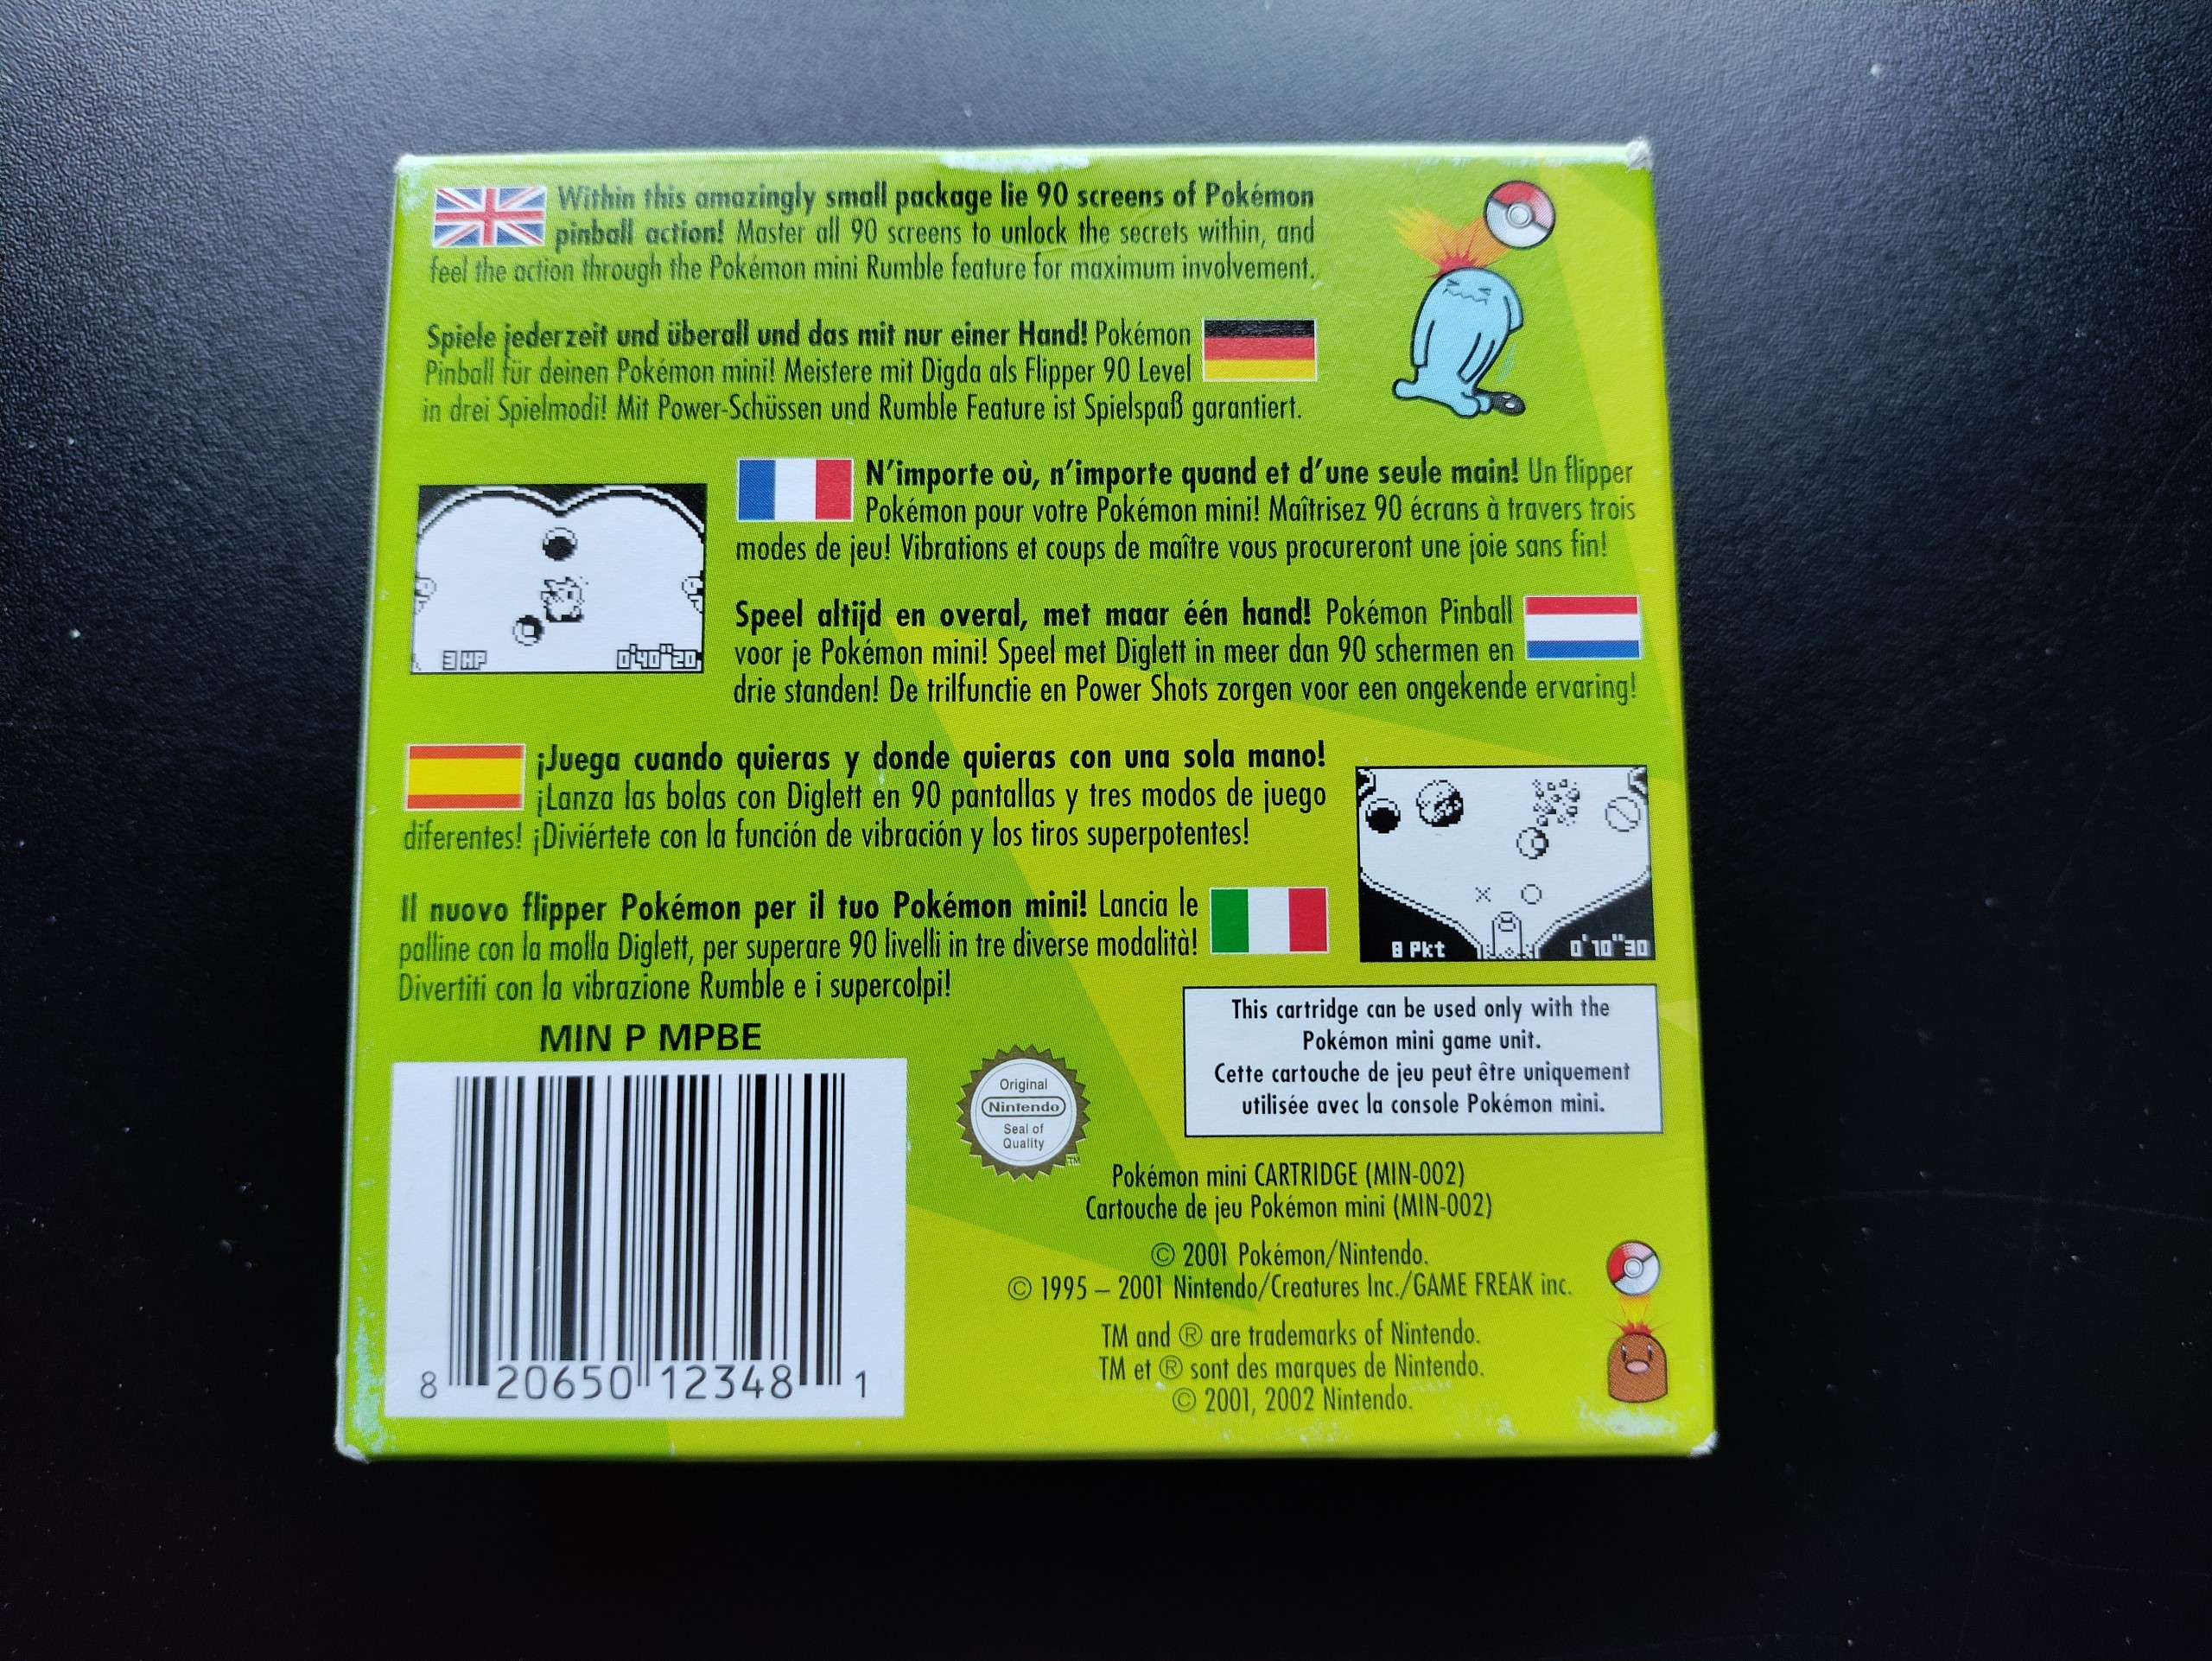 Within this amazingly small package lie 90 screens of Pokémon
pinball action! Master all 90 screens to unlock the secrets within, and
feel the action through the Pokémon mini Rumble feature for maximum involvement.
Spiele jederzeit und überall und das mit nur einer Hand! Pokémon
Pinball für deinen Pokémon mini! Meistere mit Digda als Flipper 90 Level
in drei Spielmodi! Mit Power-Schüssen und Rumble Feature ist Spielspaß garantiert.
N'importe où, n'importe quand et d'une seule main! Un flipper
Pokémon pour votre Pokémon mini! Maîtrisez 90 écrans à travers trois
modes de jeu! Vibrations et coups de maître vous procureront une joie sans fin!
3 HP
0'40"20
Speel altijd en overal, met maar één hand! Pokémon Pinball
voor je Pokémon mini! Speel met Diglett in meer dan 90 schermen en
drie standen! De trilfunctie en Power Shots zorgen voor een ongekende ervaring!
¡Juega cuando quieras y donde quieras con una sola mano!
¡Lanza las bolas con Diglett en 90 pantallas y tres modos de juego
diferentes! ¡Diviértete con la función de vibración y los tiros superpotentes!
8 Pkt
0'10"30
Il nuovo flipper Pokémon per il tuo Pokémon mini! Lancia le
palline con la molla Diglett, per superare 90 livelli in tre diverse modalità!
Divertiti con la vibrazione Rumble e i supercolpi!
MIN P MPBE
8 20650 12348 1
Original
Nintendo
Seal of
Quality
TM
This cartridge can be used only with the
Pokémon mini game unit.
Cette cartouche de jeu peut être uniquement
utilisée avec la console Pokémon mini.
Pokémon mini CARTRIDGE (MIN-002)
Cartouche de jeu Pokémon mini (MIN-002)
© 2001 Pokémon/Nintendo.
© 1995 – 2001 Nintendo/Creatures Inc./GAME FREAK inc.
TM and ® are trademarks of Nintendo.
TM et ® sont des marques de Nintendo.
© 2001, 2002 Nintendo.